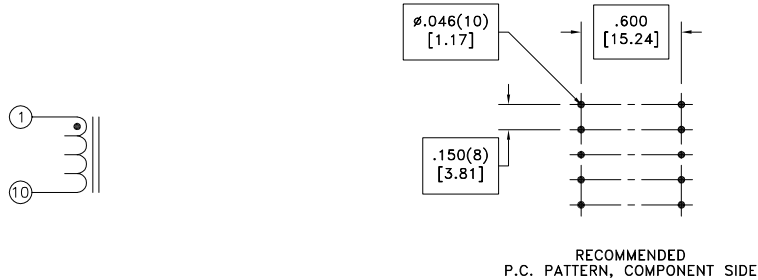 ø.046(10)
[1.17]
.600
[15.24]
1
.150(8)
[3.81]
10
RECOMMENDED
P.C. PATTERN, COMPONENT SIDE